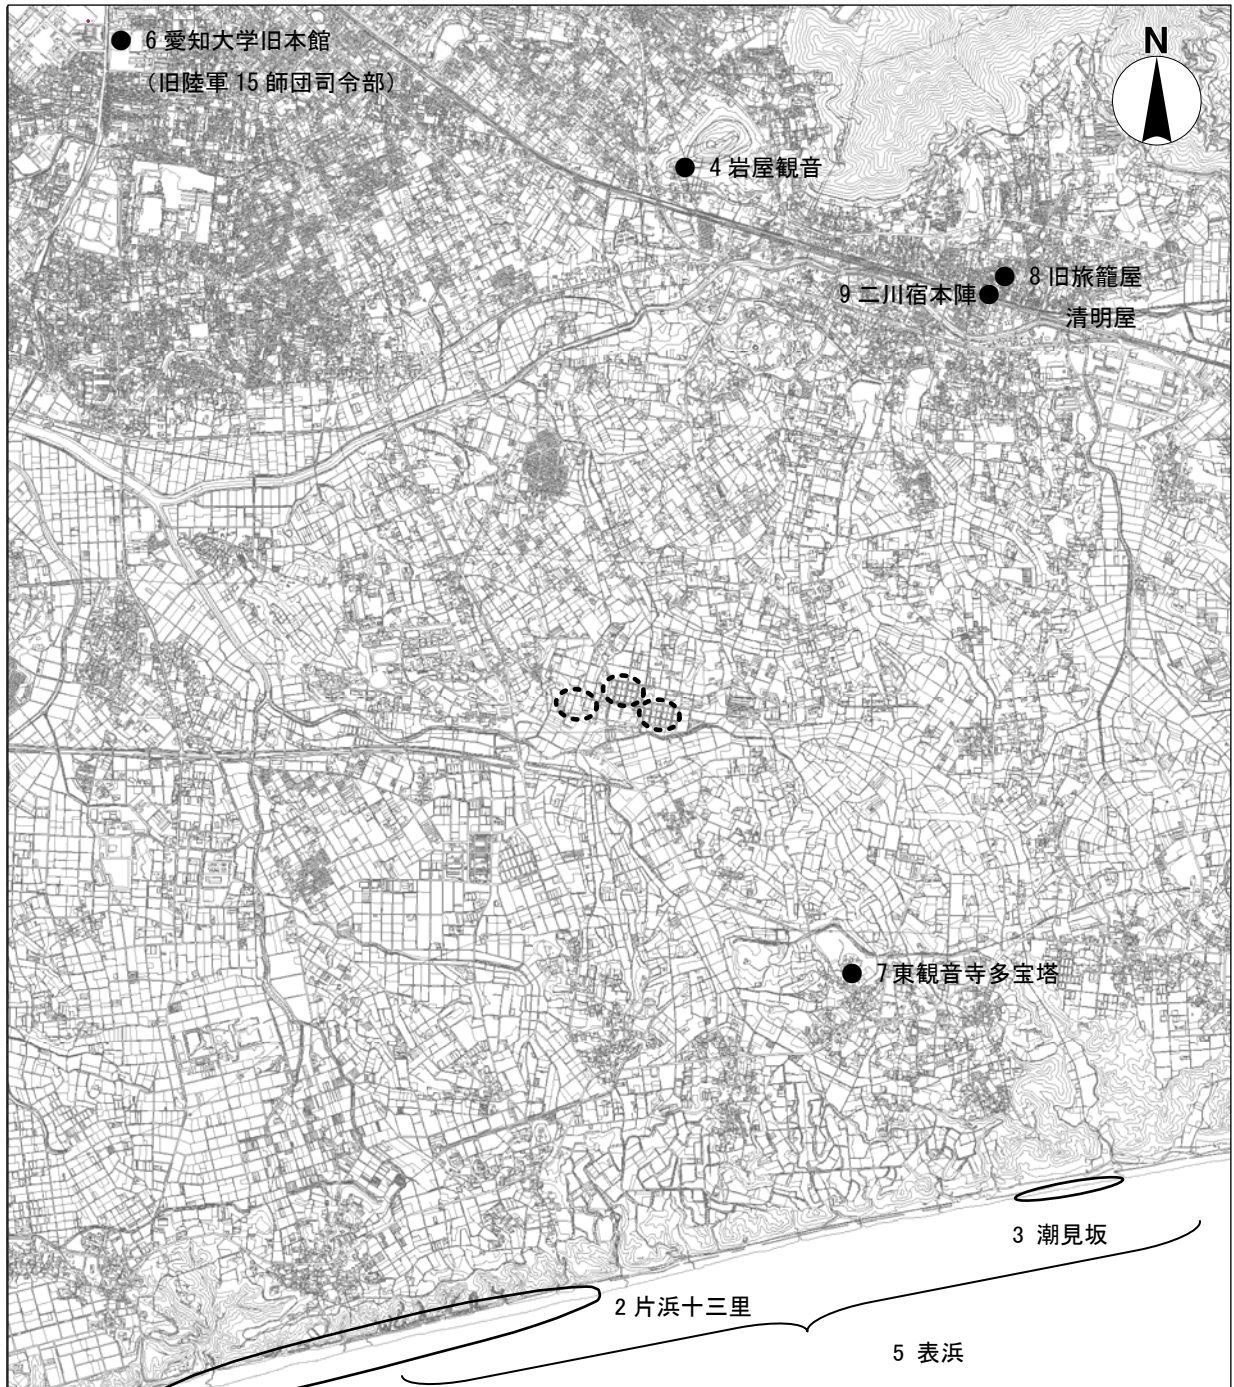 6 愛知大学旧本館
(旧陸軍 15 師団司令部)
N
4 岩屋観音
8 旧旅籠屋
清明屋
9 二川宿本陣
7 東観音寺多宝塔
3 潮見坂
2 片浜十三里
5 表浜